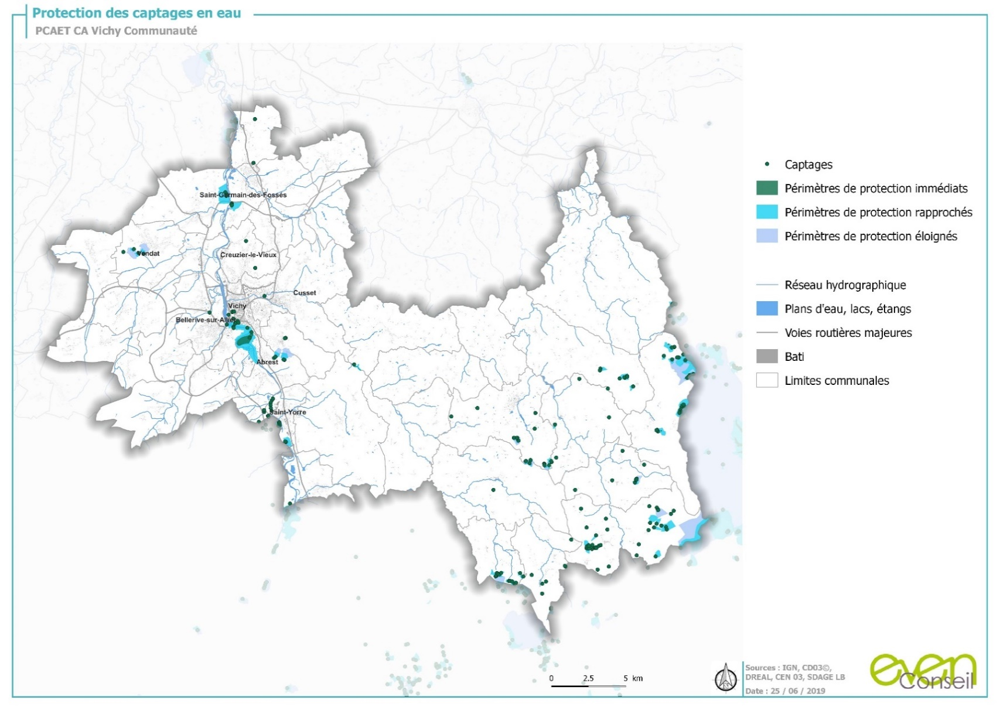 Protection des captages en eau
PCAET CA Vichy Communauté
Saint-Germain-des-Fossés
Vendat
Creuzier-le-Vieux
Cusset
Vichy
Bellerive-sur-Allier
Abrest
Saint-Yorre
Captages
Périmètres de protection immédiats
Périmètres de protection rapprochés
Périmètres de protection éloignés
Réseau hydrographique
Plans d'eau, lacs, étangs
Voies routières majeures
Bati
Limites communales
0 2.5 5 km
N
Sources : IGN, CD03©,
DREAL, CEN 03, SDAGE LB
Date : 25 / 06 / 2019
even
Conseil